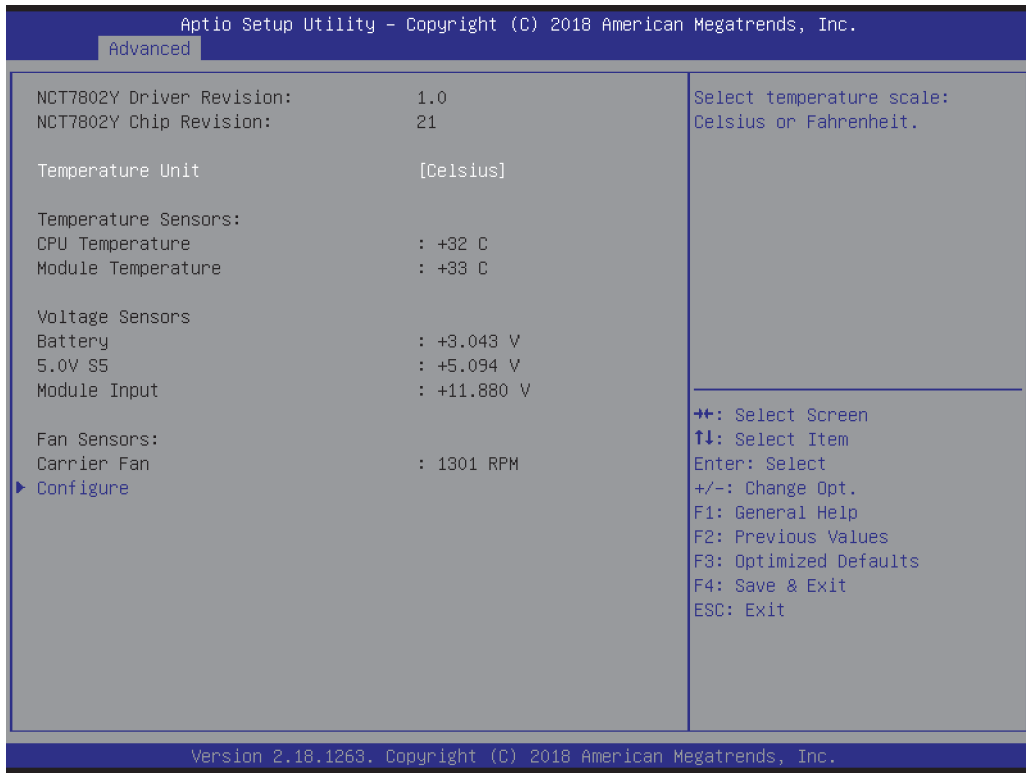 Aptio Setup Utility – Copyright (C) 2018 American Megatrends, Inc.
Advanced
NCT7802Y Driver Revision: 1.0
NCT7802Y Chip Revision: 21
Temperature Unit [Celsius]
Temperature Sensors:
CPU Temperature : +32 C
Module Temperature : +33 C
Voltage Sensors
Battery : +3.043 V
5.0V S5 : +5.094 V
Module Input : +11.880 V
Fan Sensors:
Carrier Fan : 1301 RPM
Configure
Select temperature scale:
Celsius or Fahrenheit.
→←: Select Screen
↑↓: Select Item
Enter: Select
+/-: Change Opt.
F1: General Help
F2: Previous Values
F3: Optimized Defaults
F4: Save & Exit
ESC: Exit
Version 2.18.1263. Copyright (C) 2018 American Megatrends, Inc.